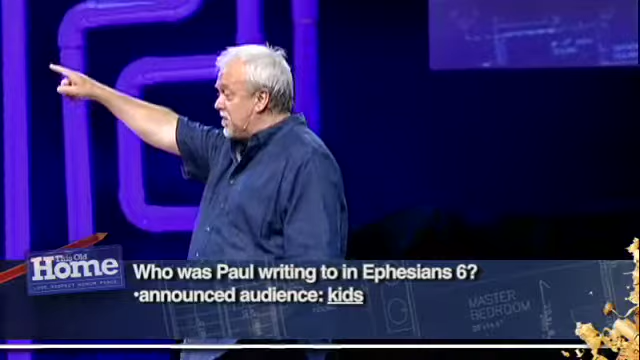 This Old
Home
Who was Paul writing to in Ephesians 6?
•announced audience: kids
MASTER
BEDROOM